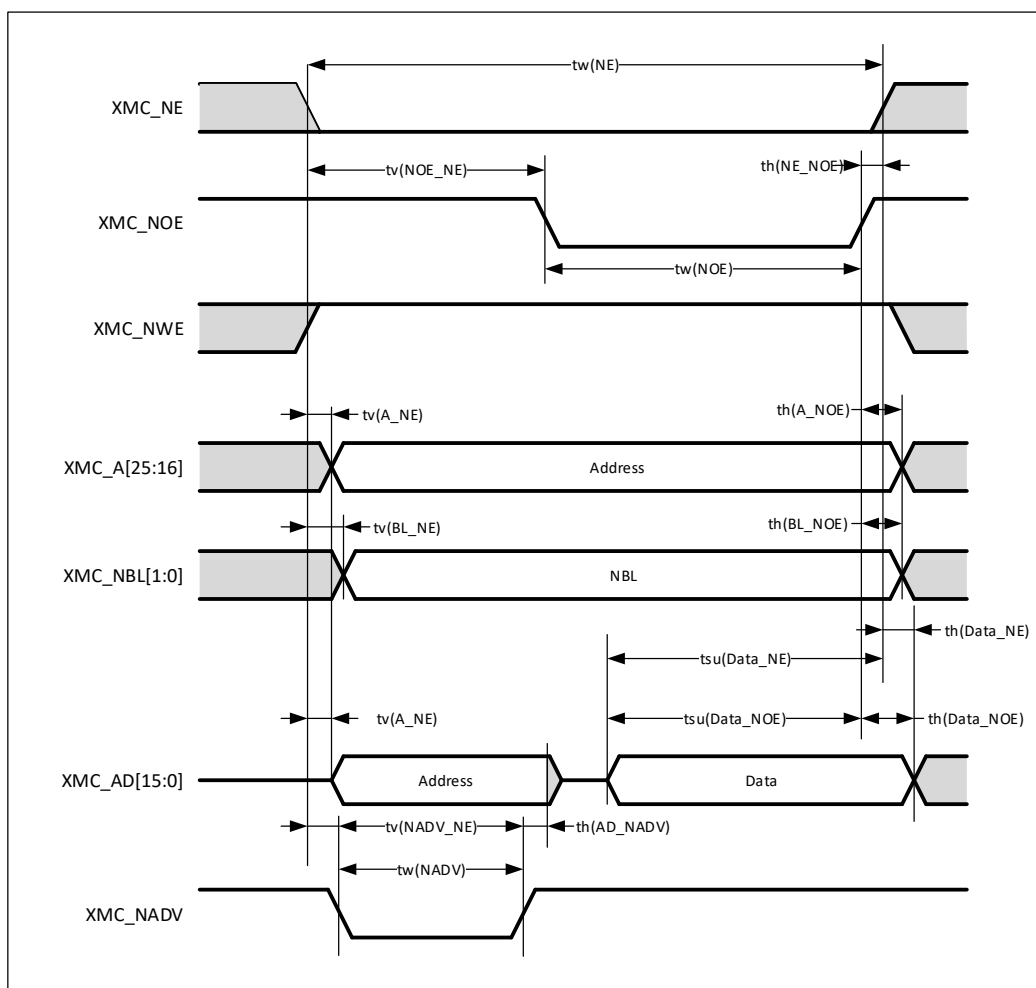 tw(NE)
XMC_NE
tv(NOE_NE)
th(NE_NOE)
XMC_NOE
tw(NOE)
XMC_NWE
tv(A_NE)
th(A_NOE)
XMC_A[25:16]
Address
tv(BL_NE)
th(BL_NOE)
XMC_NBL[1:0]
NBL
th(Data_NE)
tsu(Data_NE)
tv(A_NE)
tsu(Data_NOE)
th(Data_NOE)
XMC_AD[15:0]
Address
Data
tv(NADV_NE)
th(AD_NADV)
tw(NADV)
XMC_NADV